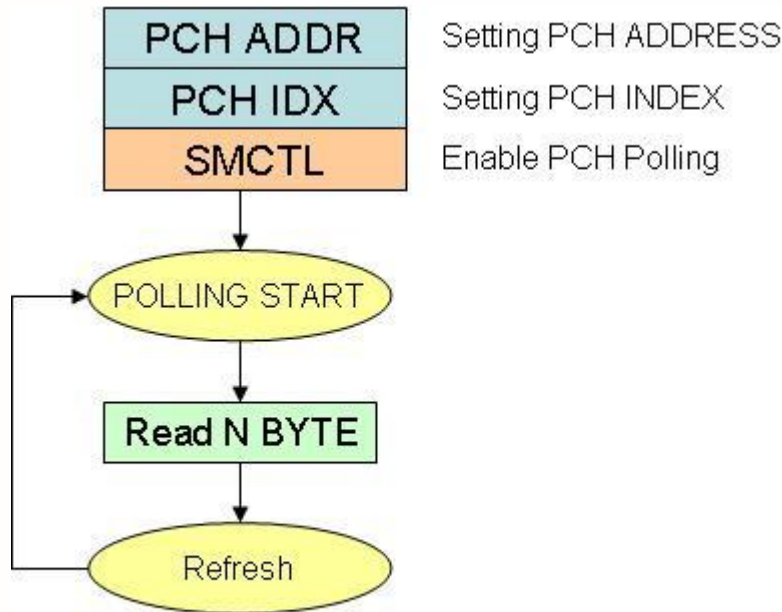 PCH ADDR Setting PCH ADDRESS
PCH IDX Setting PCH INDEX
SMCTL Enable PCH Polling
POLLING START
Read N BYTE
Refresh